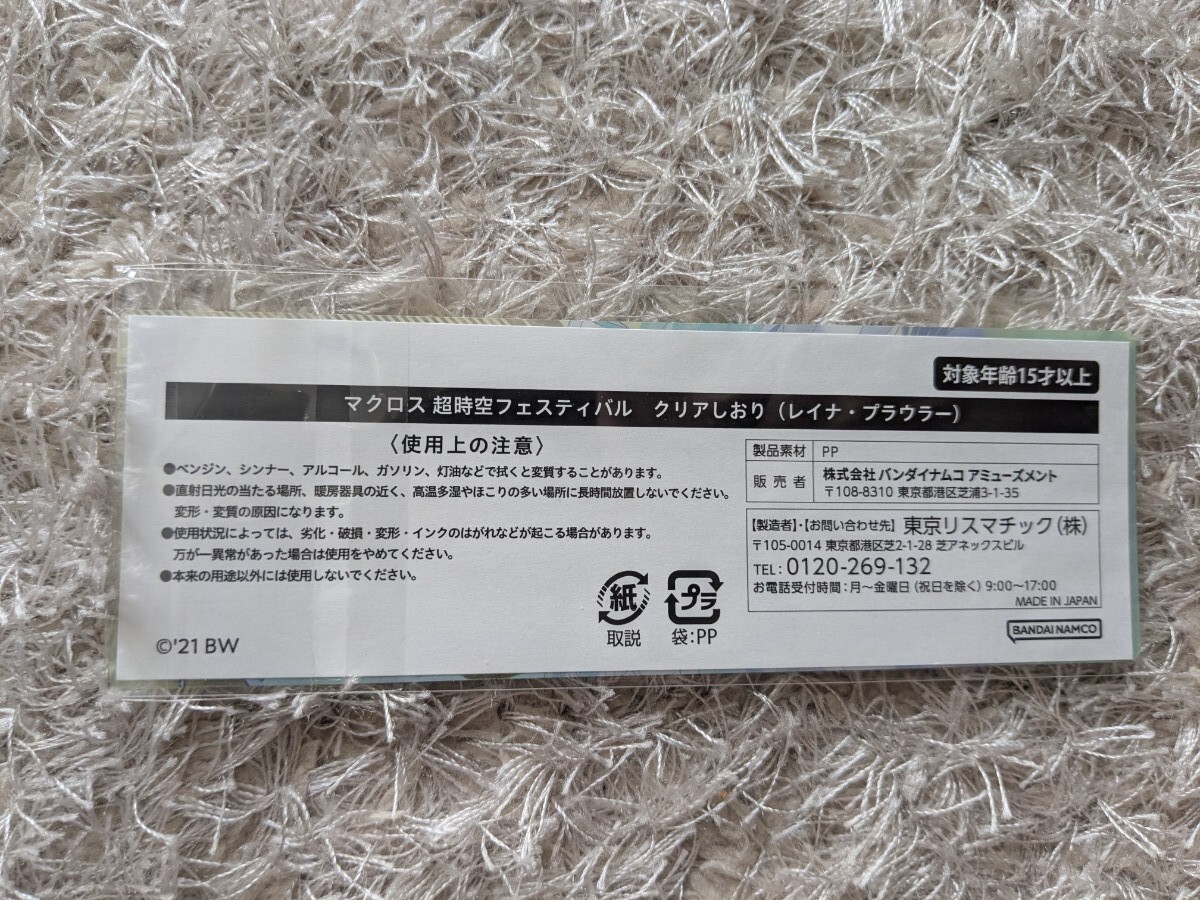 対象年齢15才以上
マクロス 超時空フェスティバル クリアしおり（レイナ・プラウラー）
〈使用上の注意〉
●ベンジン、シンナー、アルコール、ガソリン、灯油などで拭くと変質することがあります。
●直射日光の当たる場所、暖房器具の近く、高温多湿やほこりの多い場所に長時間放置しないでください。
変形・変質の原因になります。
●使用状況によっては、劣化・破損・変形・インクのはがれなどが起こる場合があります。
万が一異常があった場合は使用をやめてください。
●本来の用途以外には使用しないでください。
©'21 BW
紙
取説
プラ
袋：PP
製品素材 PP
販売者 株式会社 バンダイナムコ アミューズメント
〒108-8310 東京都港区芝浦3-1-35
【製造者】・【お問い合わせ先】 東京リスマチック（株）
〒105-0014 東京都港区芝2-1-28 芝アネックスビル
TEL：0120-269-132
お電話受付時間：月～金曜日（祝日を除く）9:00～17:00
MADE IN JAPAN
BANDAI NAMCO